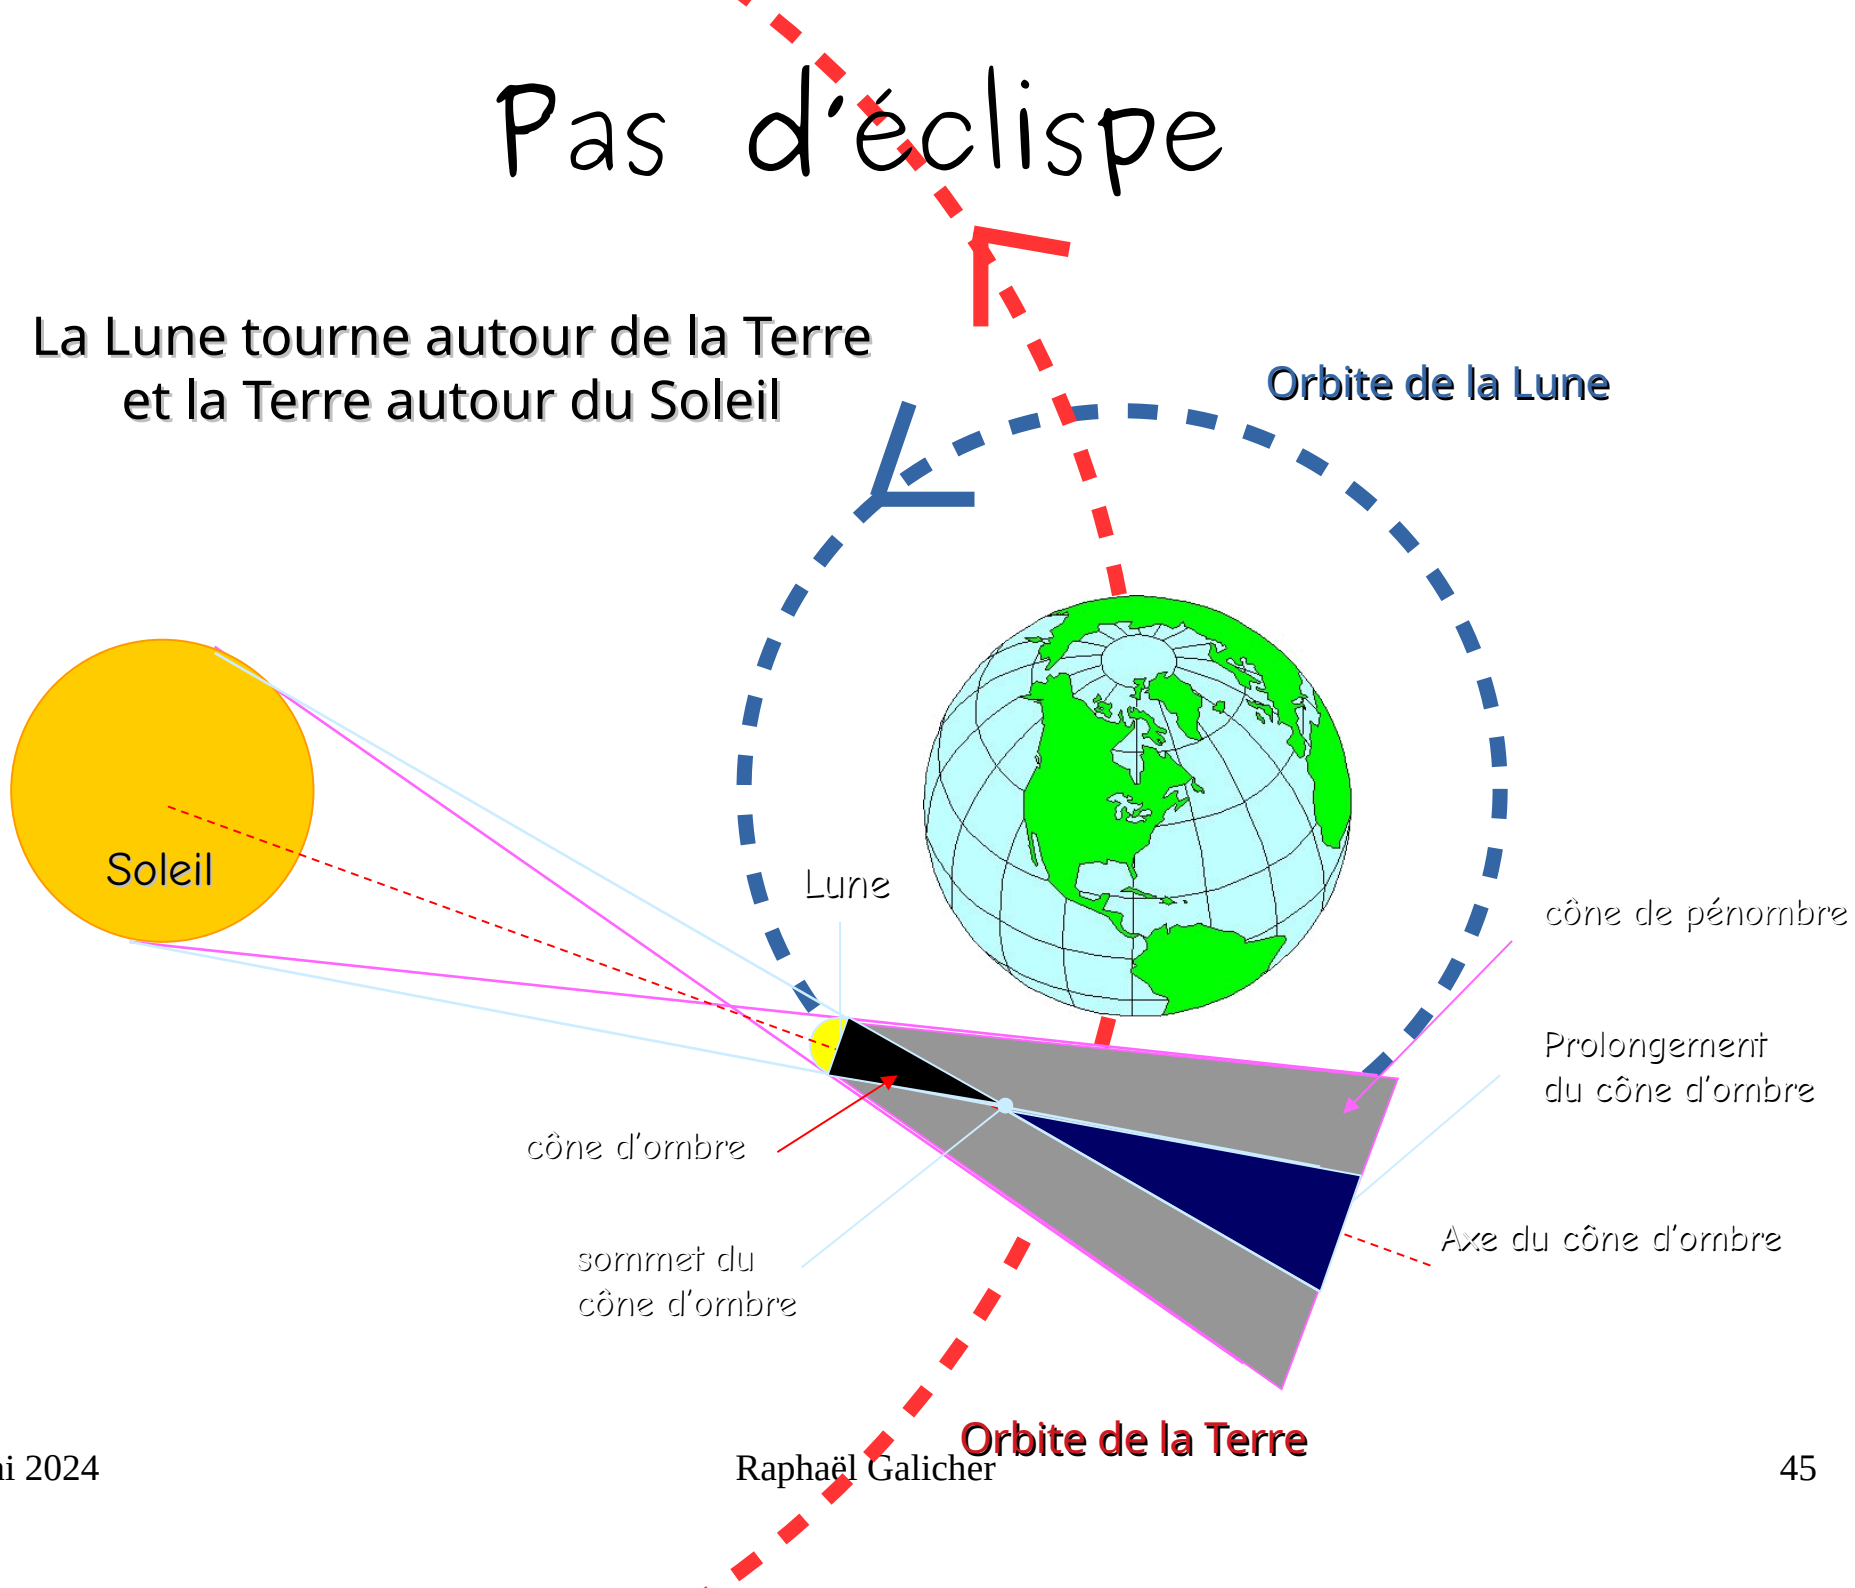 Pas d'éclispe
La Lune tourne autour de la Terre
et la Terre autour du Soleil
Orbite de la Lune
Soleil
Lune
cône de pénombre
Prolongement
du cône d'ombre
cône d'ombre
Axe du cône d'ombre
sommet du
cône d'ombre
Orbite de la Terre
2024
Raphaël Galicher
45